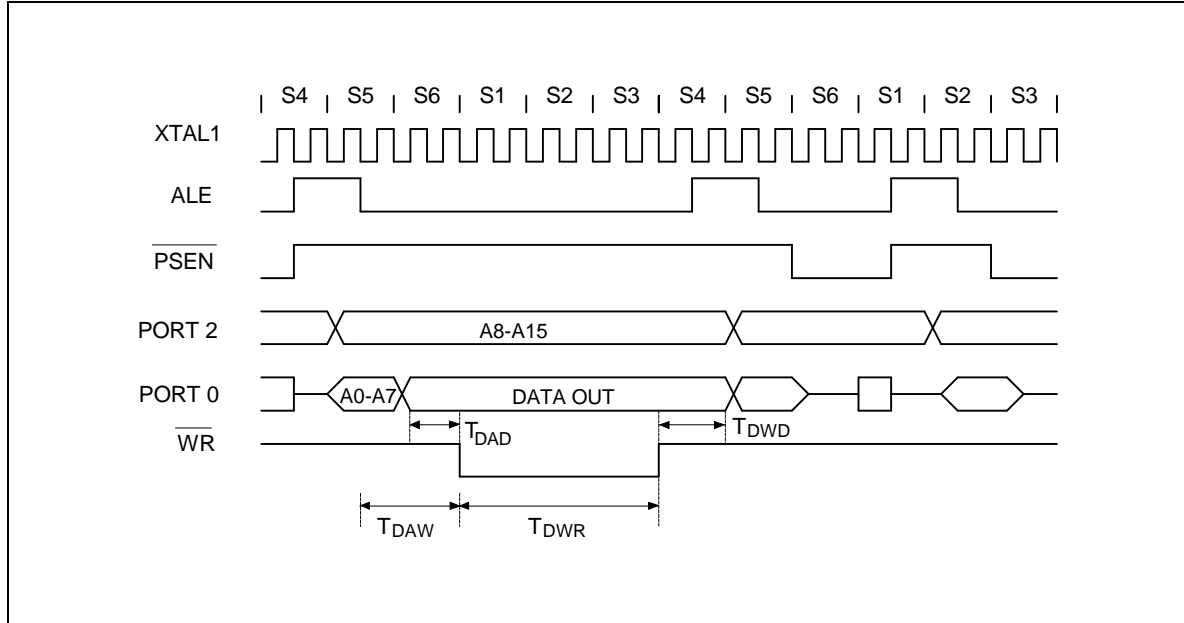 S4 S5 S6 S1 S2 S3 S4 S5 S6 S1 S2 S3
XTAL1
ALE
PSEN
PORT 2
A8-A15
PORT 0
A0-A7 DATA OUT
WR
TDAD TDWD
TDAW TDWR